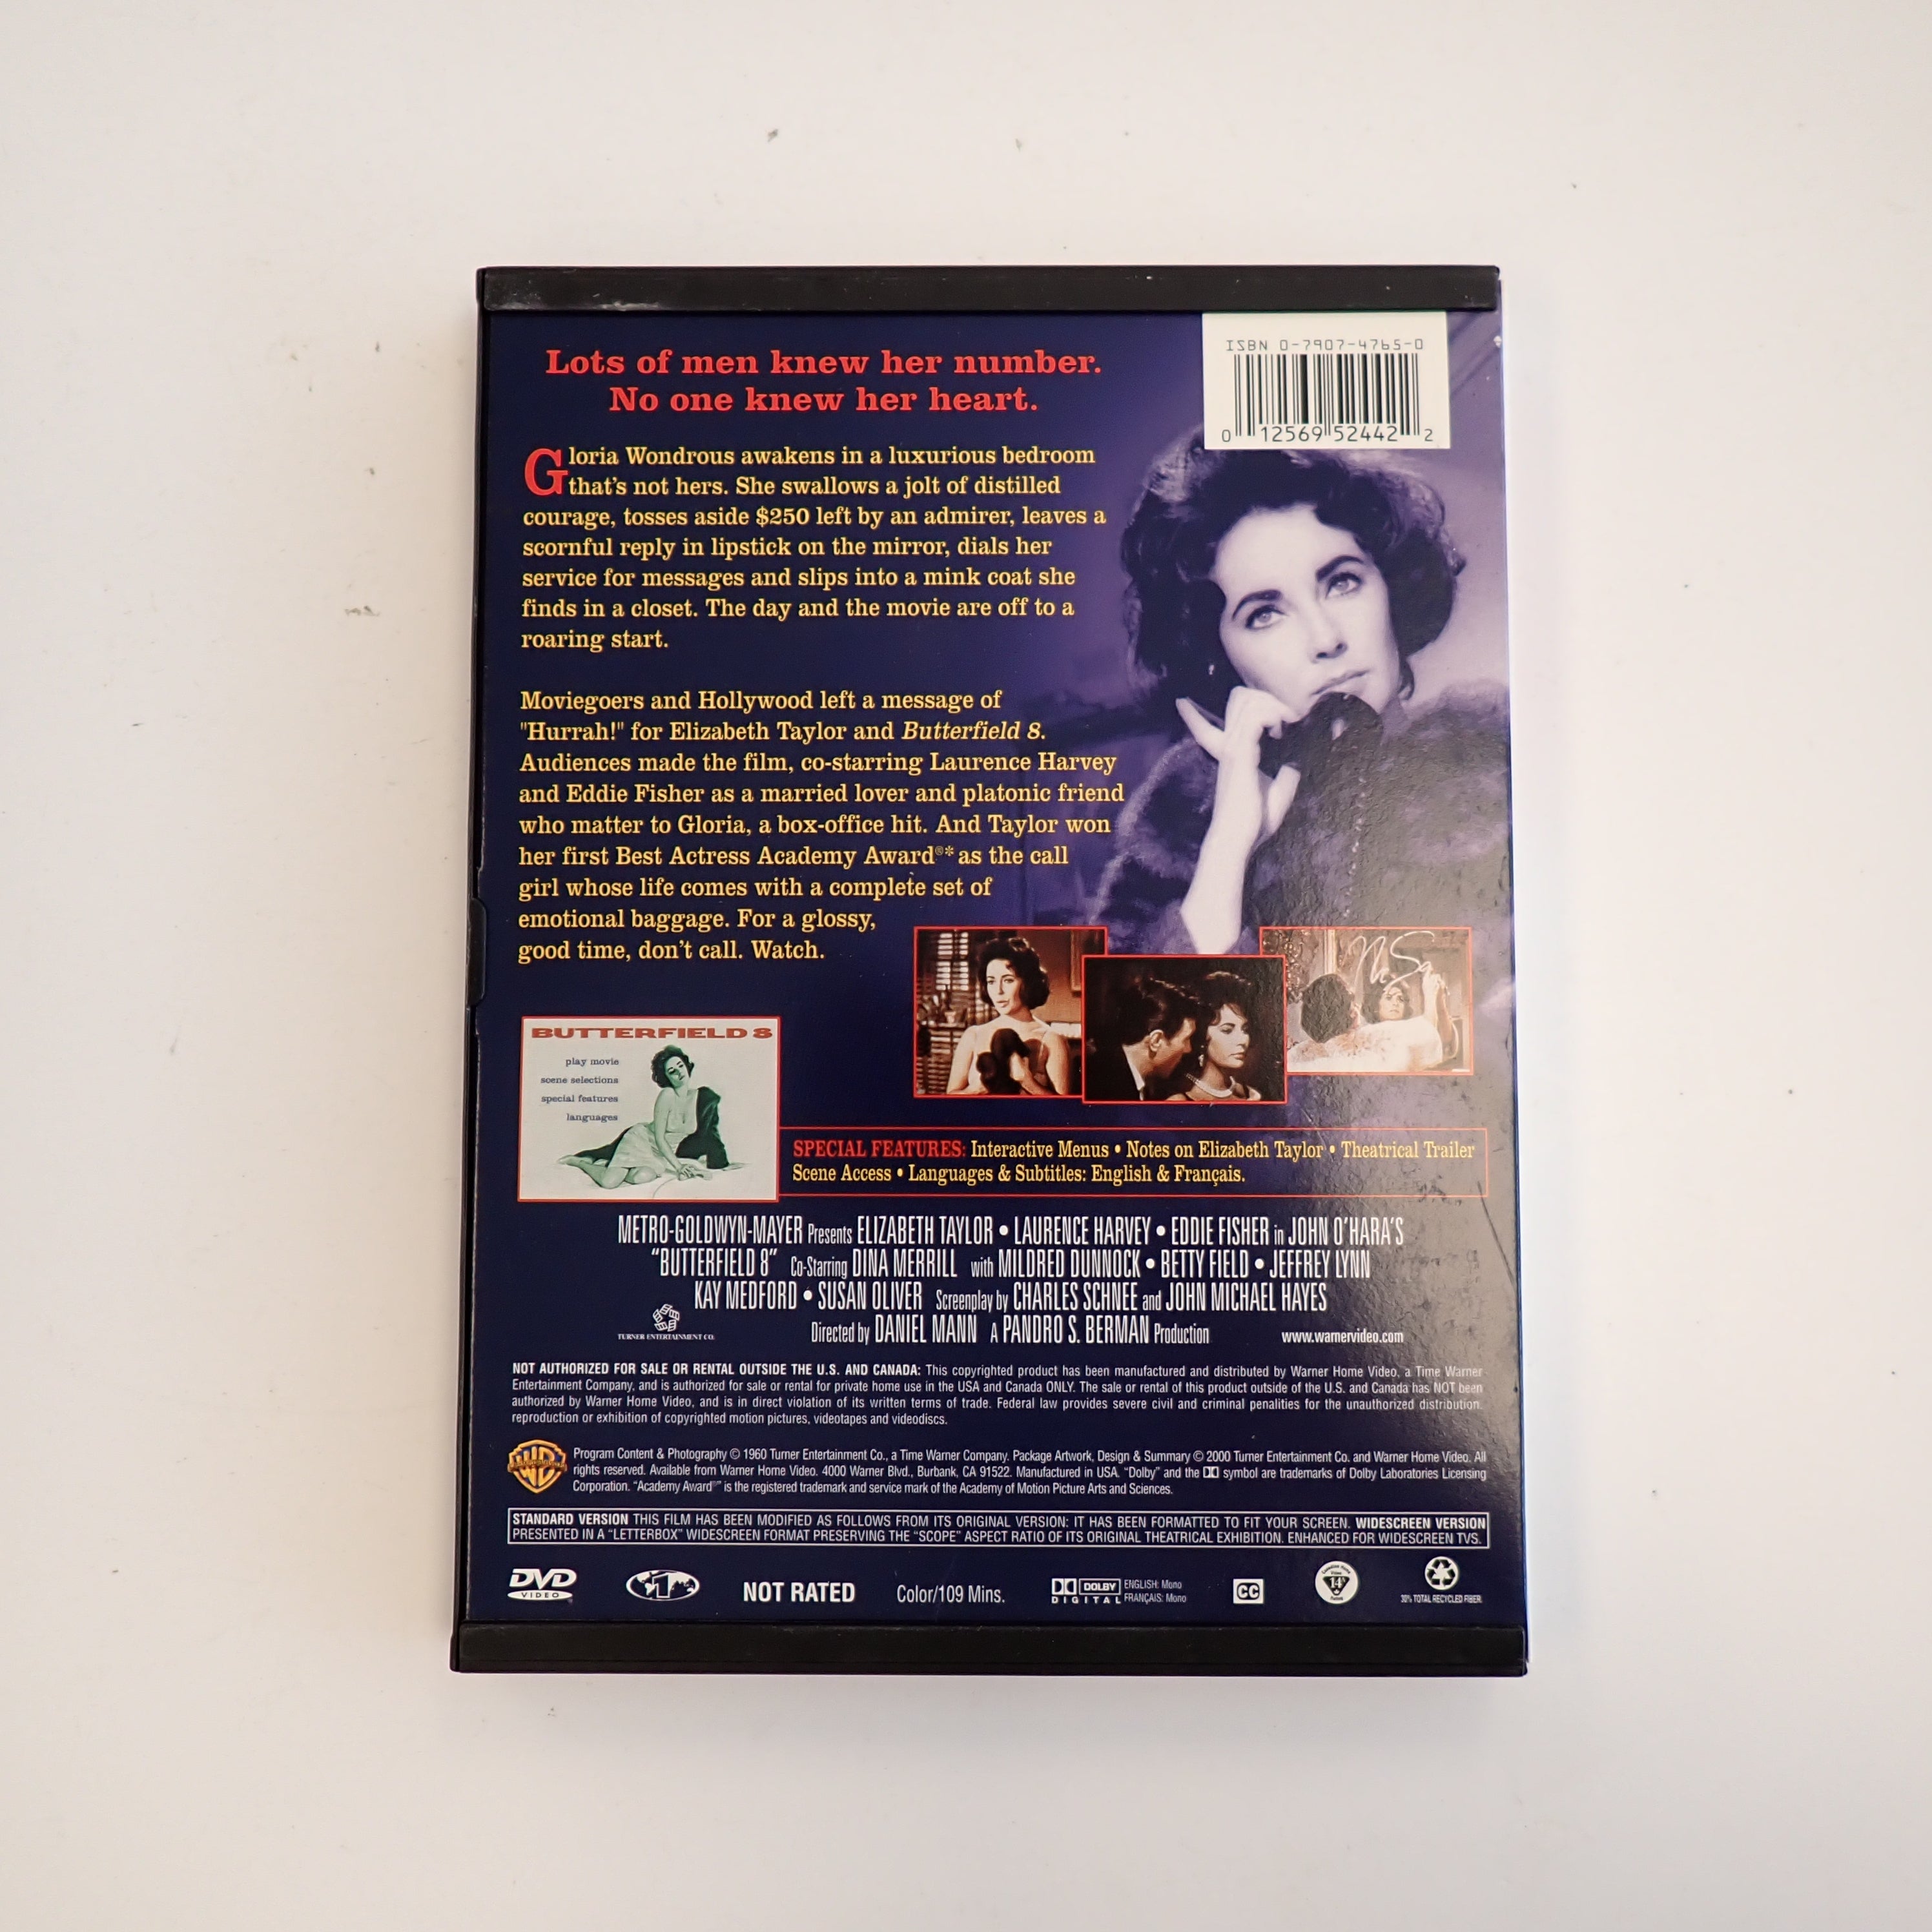 ISBN 0-7907-4765-0
0 12569 52442 2
Lots of men knew her number.
No one knew her heart.
Gloria Wondrous awakens in a luxurious bedroom
that's not hers. She swallows a jolt of distilled
courage, tosses aside $250 left by an admirer, leaves a
scornful reply in lipstick on the mirror, dials her
service for messages and slips into a mink coat she
finds in a closet. The day and the movie are off to a
roaring start.
Moviegoers and Hollywood left a message of
"Hurrah!" for Elizabeth Taylor and Butterfield 8.
Audiences made the film, co-starring Laurence Harvey
and Eddie Fisher as a married lover and platonic friend
who matter to Gloria, a box-office hit. And Taylor won
her first Best Actress Academy Award®* as the call
girl whose life comes with a complete set of
emotional baggage. For a glossy,
good time, don't call. Watch.
No Sa
BUTTERFIELD 8
play movie
scene selections
special features
languages
SPECIAL FEATURES: Interactive Menus • Notes on Elizabeth Taylor • Theatrical Trailer
Scene Access • Languages & Subtitles: English & Français.
METRO-GOLDWYN-MAYER Presents ELIZABETH TAYLOR • LAURENCE HARVEY • EDDIE FISHER in JOHN O'HARA'S
"BUTTERFIELD 8" Co-Starring DINA MERRILL with MILDRED DUNNOCK • BETTY FIELD • JEFFREY LYNN
KAY MEDFORD • SUSAN OLIVER Screenplay by CHARLES SCHNEE and JOHN MICHAEL HAYES
Directed by DANIEL MANN A PANDRO S. BERMAN Production
TURNER ENTERTAINMENT CO.
www.warnervideo.com
NOT AUTHORIZED FOR SALE OR RENTAL OUTSIDE THE U.S. AND CANADA: This copyrighted product has been manufactured and distributed by Warner Home Video, a Time Warner
Entertainment Company, and is authorized for sale or rental for private home use in the USA and Canada ONLY. The sale or rental of this product outside of the U.S. and Canada has NOT been
authorized by Warner Home Video, and is in direct violation of its written terms of trade. Federal law provides severe civil and criminal penalities for the unauthorized distribution,
reproduction or exhibition of copyrighted motion pictures, videotapes and videodiscs.
WB
Program Content & Photography © 1960 Turner Entertainment Co., a Time Warner Company. Package Artwork, Design & Summary © 2000 Turner Entertainment Co. and Warner Home Video. All
rights reserved. Available from Warner Home Video. 4000 Warner Blvd., Burbank, CA 91522. Manufactured in USA. "Dolby" and the symbol are trademarks of Dolby Laboratories Licensing
Corporation. "Academy Award®" is the registered trademark and service mark of the Academy of Motion Picture Arts and Sciences.
STANDARD VERSION THIS FILM HAS BEEN MODIFIED AS FOLLOWS FROM ITS ORIGINAL VERSION: IT HAS BEEN FORMATTED TO FIT YOUR SCREEN. WIDESCREEN VERSION
PRESENTED IN A "LETTERBOX" WIDESCREEN FORMAT PRESERVING THE "SCOPE" ASPECT RATIO OF ITS ORIGINAL THEATRICAL EXHIBITION. ENHANCED FOR WIDESCREEN TVS.
DVD
VIDEO
1
NOT RATED
Color/109 Mins.
DOLBY
DIGITAL
ENGLISH: Mono
FRANÇAIS: Mono
CC
14
30% TOTAL RECYCLED FIBER